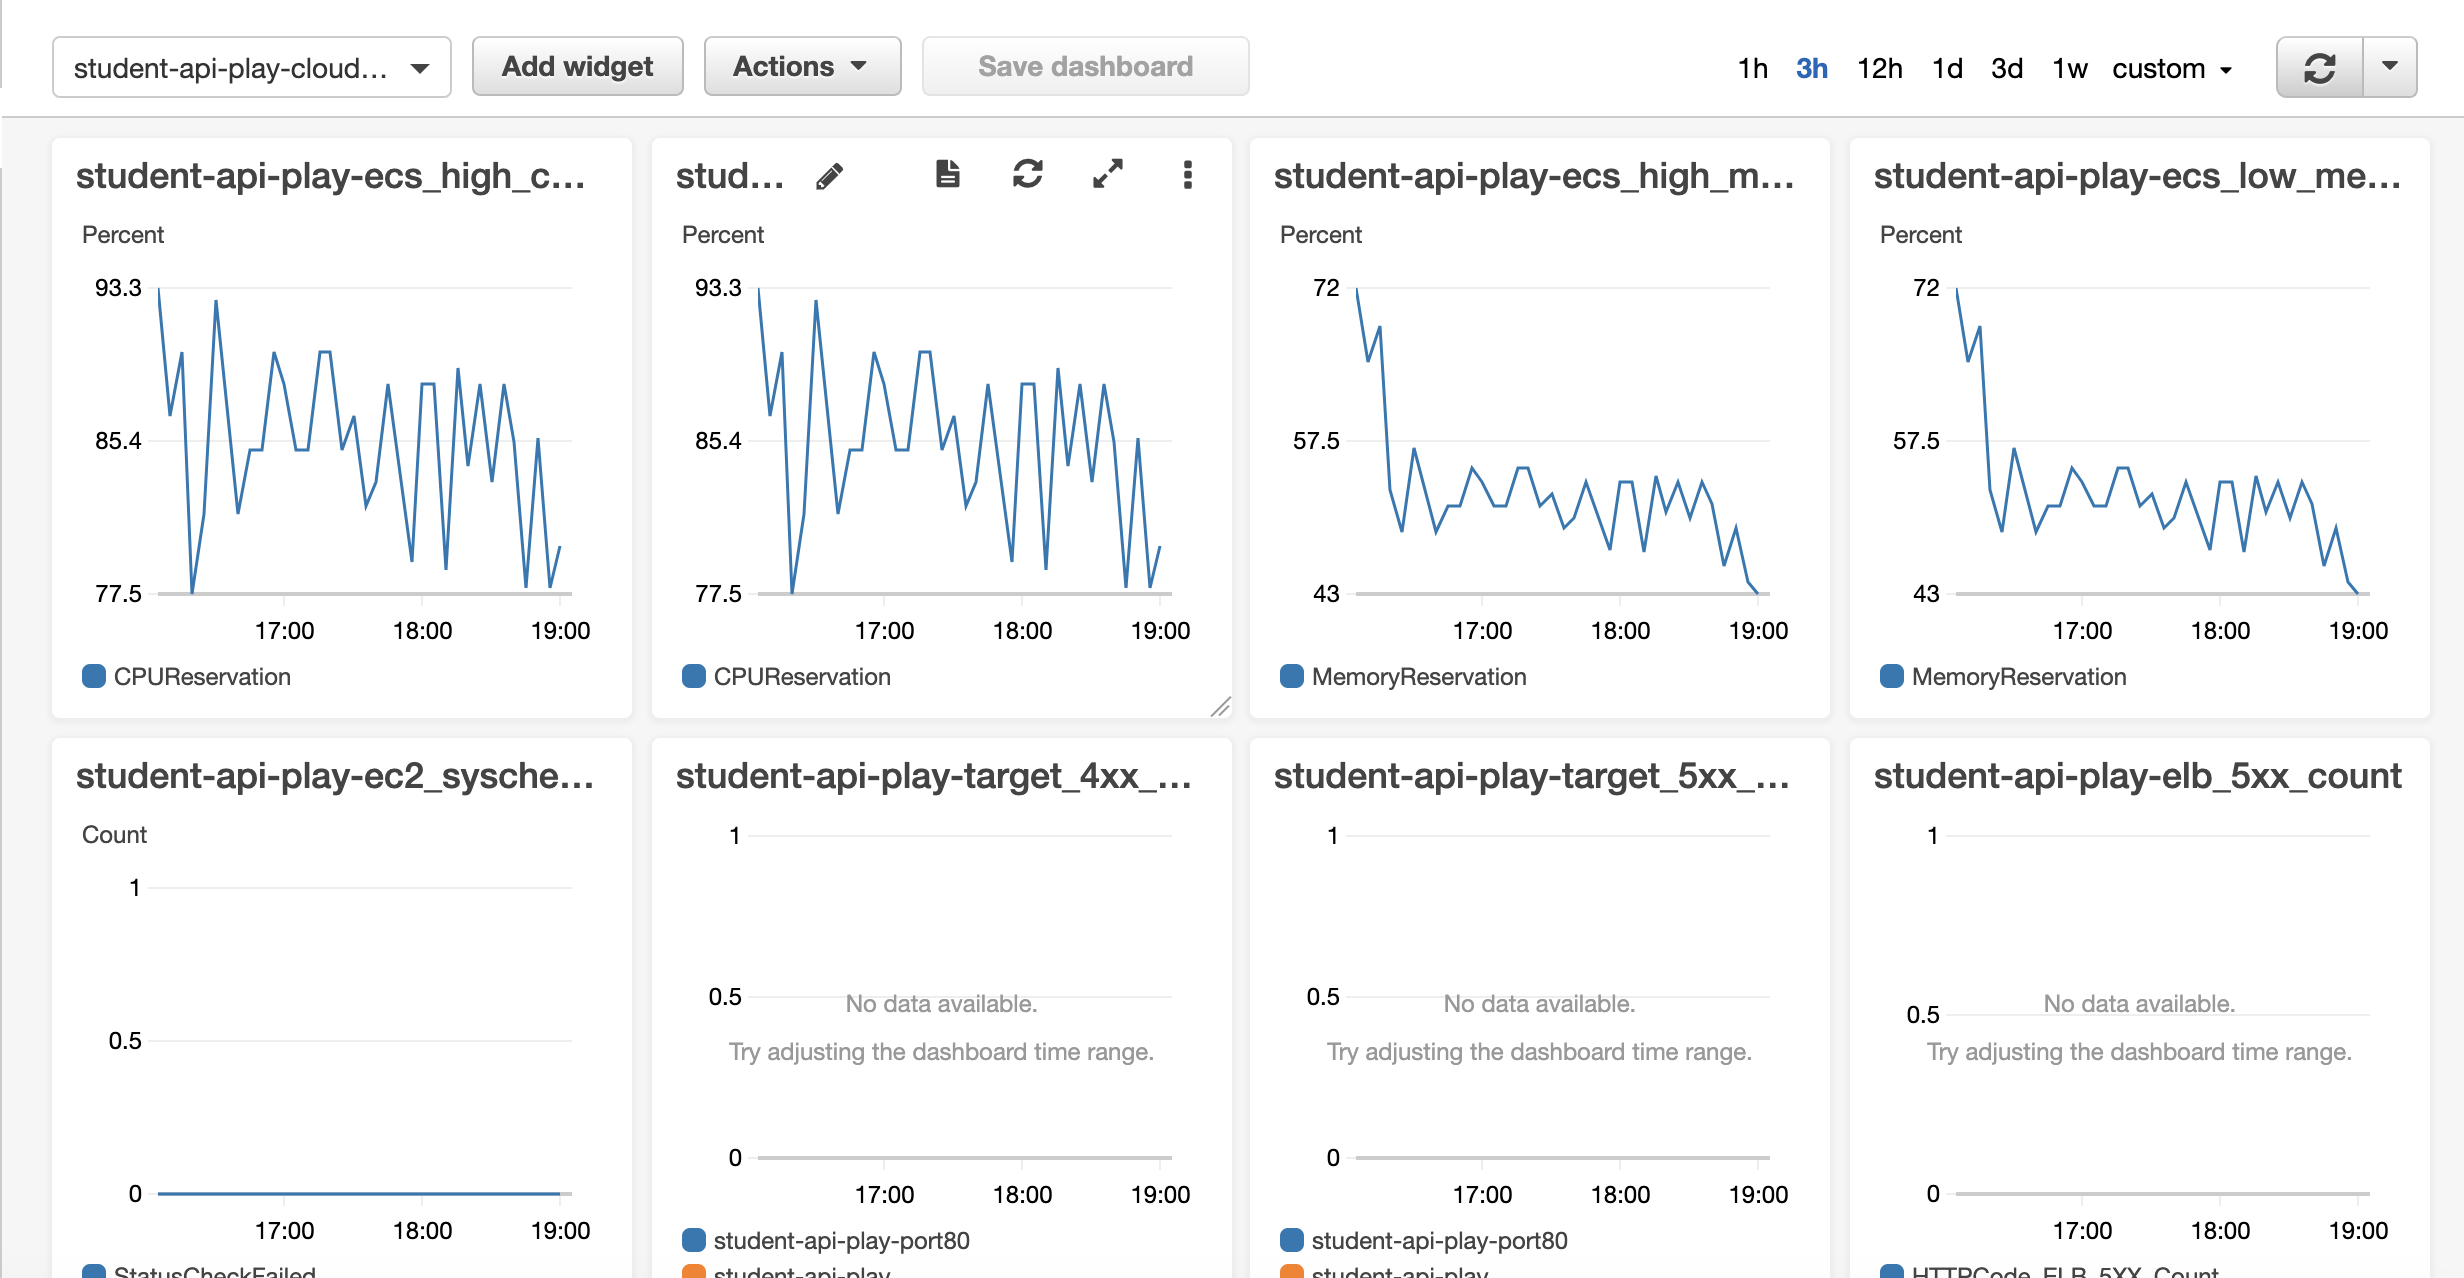 student-api-play-cloud...
Add widget
Actions
Save dashboard
1h 3h 12h 1d 3d 1w custom
student-api-play-ecs_high_c...
Percent
93.3
85.4
77.5
17:00 18:00 19:00
CPUReservation
stud...
Percent
93.3
85.4
77.5
17:00 18:00 19:00
CPUReservation
student-api-play-ecs_high_m...
Percent
72
57.5
43
17:00 18:00 19:00
MemoryReservation
student-api-play-ecs_low_me...
Percent
72
57.5
43
17:00 18:00 19:00
MemoryReservation
student-api-play-ec2_sysche...
Count
1
0.5
0
17:00 18:00 19:00
StatusCheckFailed
student-api-play-target_4xx_...
1
0.5
No data available.
Try adjusting the dashboard time range.
0
17:00 18:00 19:00
student-api-play-port80
student-api-play
student-api-play-target_5xx_...
1
0.5
No data available.
Try adjusting the dashboard time range.
0
17:00 18:00 19:00
student-api-play-port80
student-api-play
student-api-play-elb_5xx_count
1
0.5
No data available.
Try adjusting the dashboard time range.
0
17:00 18:00 19:00
HTTPCode_ELB_5XX_Count